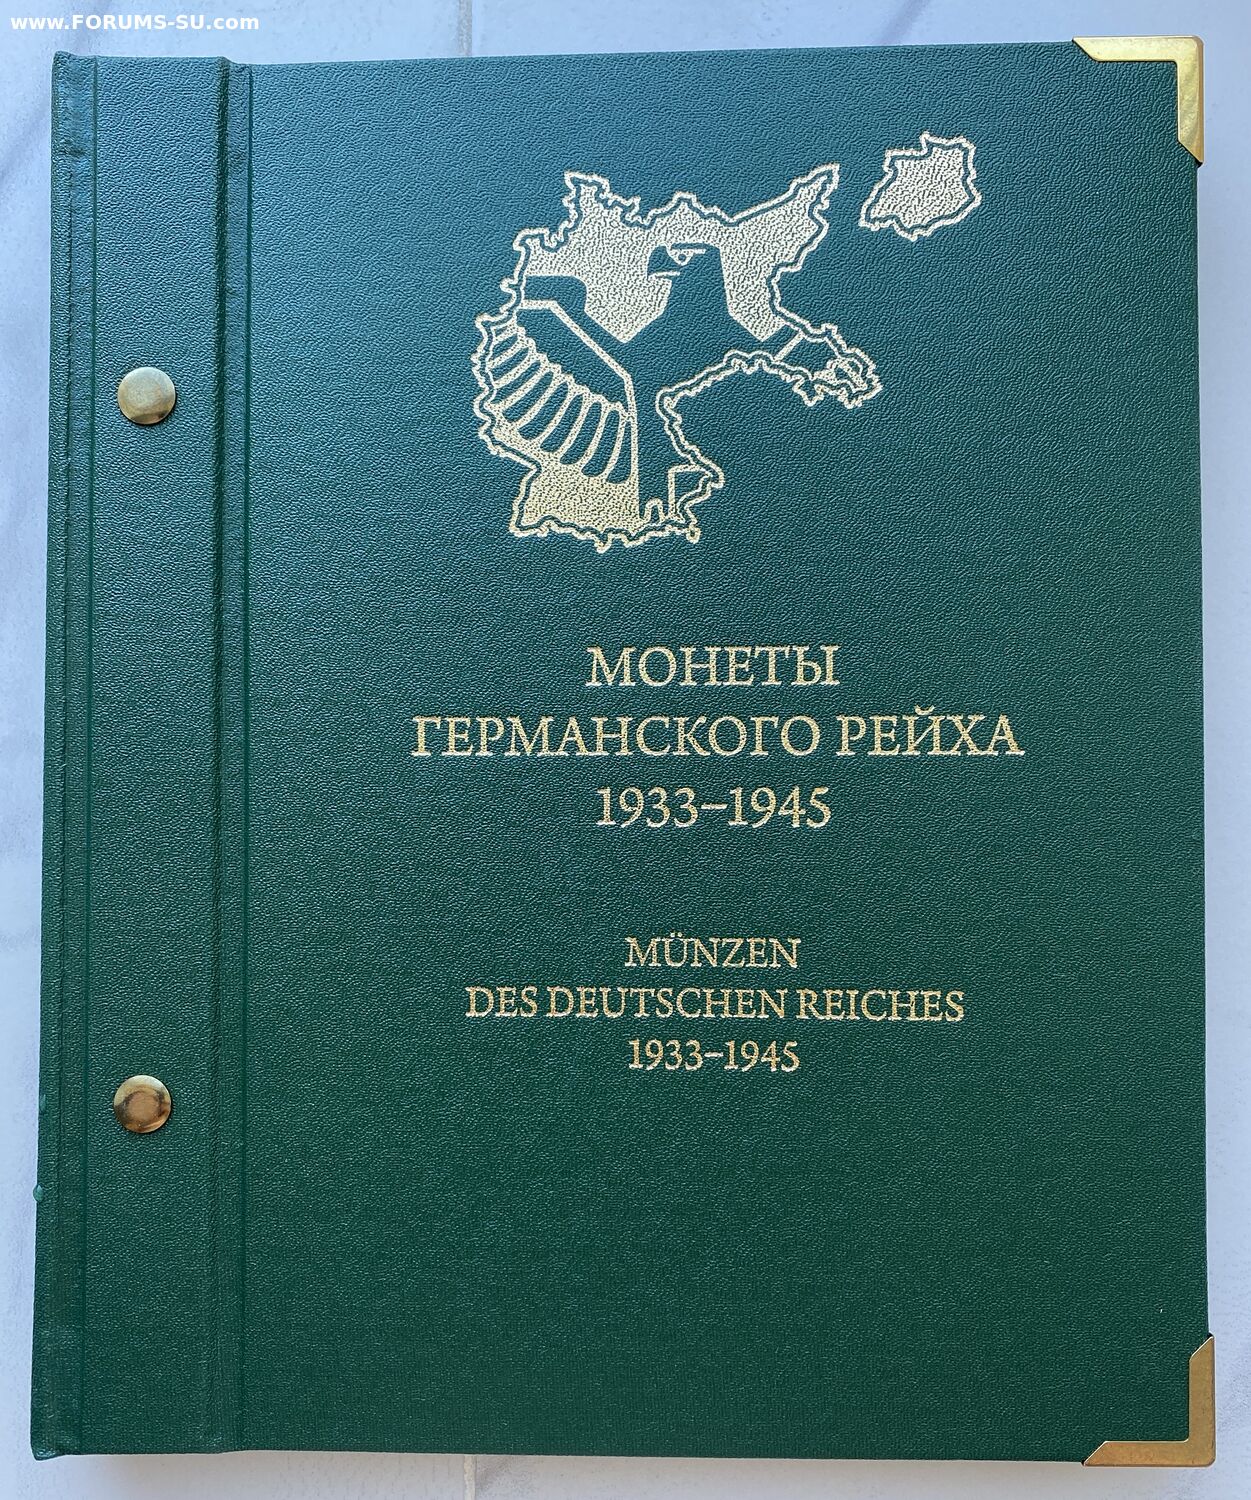 www.FORUMS-SU.com
МОНЕТЫ
ГЕРМАНСКОГО РЕЙХА
1933–1945
MÜNZEN
DES DEUTSCHEN REICHES
1933–1945